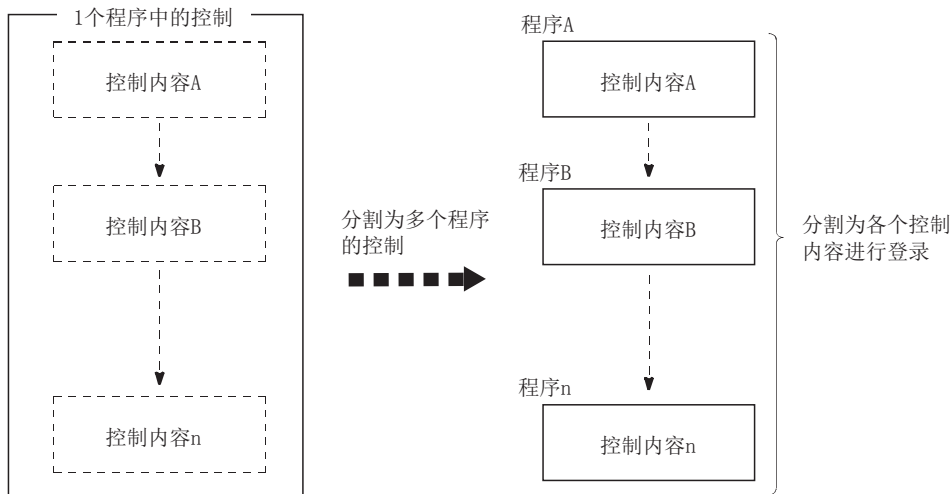 1个程序中的控制
控制内容A
控制内容B
控制内容n
分割为多个程序
的控制
程序A
控制内容A
程序B
控制内容B
程序n
控制内容n
分割为各个控制
内容进行登录